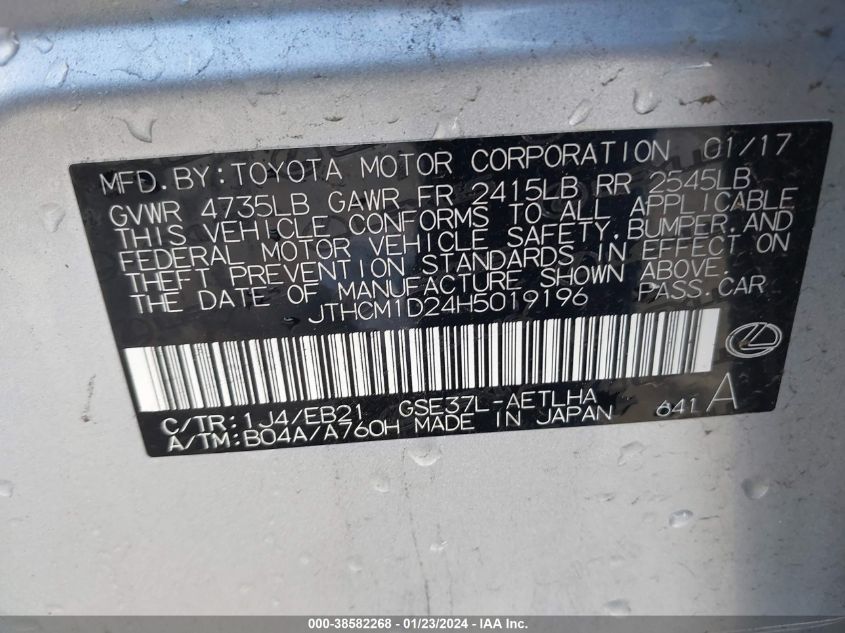 MFD. BY: TOYOTA MOTOR CORPORATION 01/17
GVWR 4735LB GAWR FR 2415LB RR 2545LB
THIS VEHICLE CONFORMS TO ALL APPLICABLE
FEDERAL MOTOR VEHICLE SAFETY, BUMPER, AND
THEFT PREVENTION STANDARDS IN EFFECT ON
THE DATE OF MANUFACTURE SHOWN ABOVE.
JTHCM1D24H5019196 PASS.CAR
C/TR: 1J4/EB21 GSE37L-AETLHA
A/TM: B04A/A760H MADE IN JAPAN 641 A
000-38582268 - 01/23/2024 - IAA Inc.